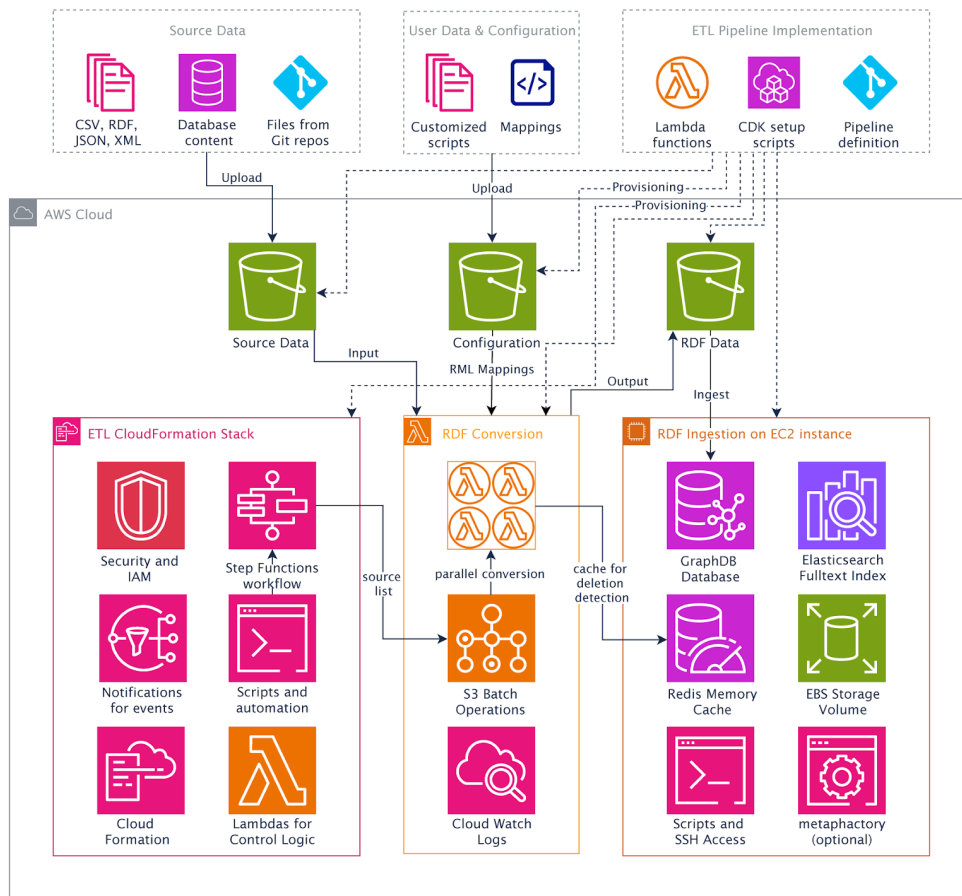 Source Data
CSV, RDF,
JSON, XML
Database
content
Files from
Git repos
User Data & Configuration
Customized
scripts
Mappings
ETL Pipeline Implementation
Lambda
functions
CDK setup
scripts
Pipeline
definition
Upload
Upload
Provisioning
Provisioning
AWS Cloud
Source Data
Configuration
RDF Data
Input
RML Mappings
Output
Ingest
ETL CloudFormation Stack
Security and
IAM
Step Functions
workflow
Notifications
for events
Scripts and
automation
Cloud
Formation
Lambdas for
Control Logic
source
list
RDF Conversion
parallel conversion
S3 Batch
Operations
Cloud Watch
Logs
cache for
deletion
detection
RDF Ingestion on EC2 instance
GraphDB
Database
Elasticsearch
Fulltext Index
Redis Memory
Cache
EBS Storage
Volume
Scripts and
SSH Access
metaphactory
(optional)